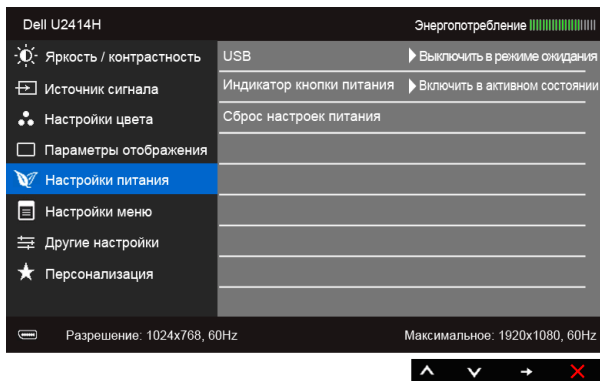 Dell U2414H Энергопотребление
Яркость / контрастность USB Выключить в режиме ожидания
Источник сигнала Индикатор кнопки питания Включить в активном состоянии
Настройки цвета Сброс настроек питания
Параметры отображения
Настройки питания
Настройки меню
Другие настройки
Персонализация
Разрешение: 1024x768, 60Hz Максимальное: 1920x1080, 60Hz